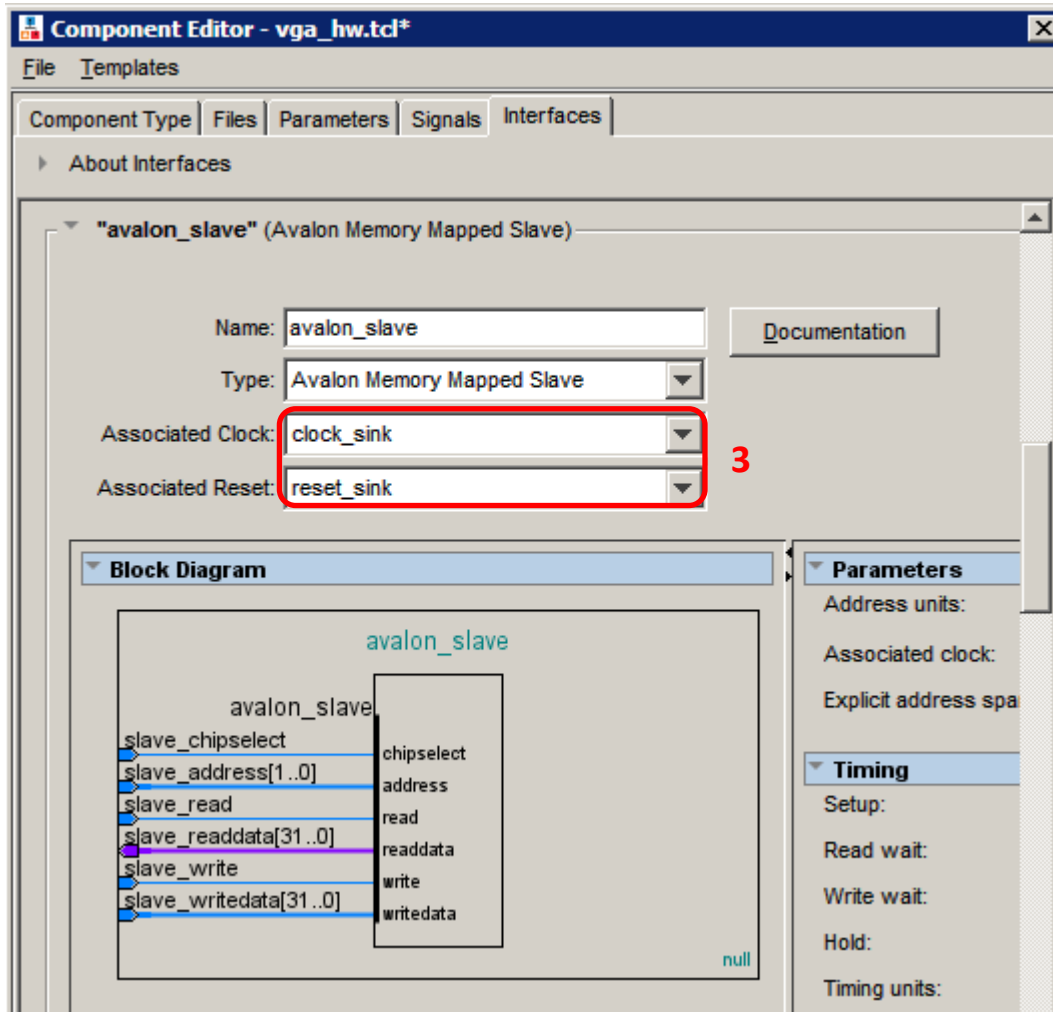 Component Editor - vga_hw.tcl*
File Templates
Component Type Files Parameters Signals Interfaces
About Interfaces
"avalon_slave" (Avalon Memory Mapped Slave)
Name: avalon_slave Documentation
Type: Avalon Memory Mapped Slave
Associated Clock: clock_sink
3
Associated Reset: reset_sink
Block Diagram
avalon_slave
avalon_slave
slave_chipselect chipselect
slave_address[1..0] address
slave_read read
slave_readdata[31..0] readdata
slave_write write
slave_writedata[31..0] writedata
null
Parameters
Address units:
Associated clock:
Explicit address spa
Timing
Setup:
Read wait:
Write wait:
Hold:
Timing units: